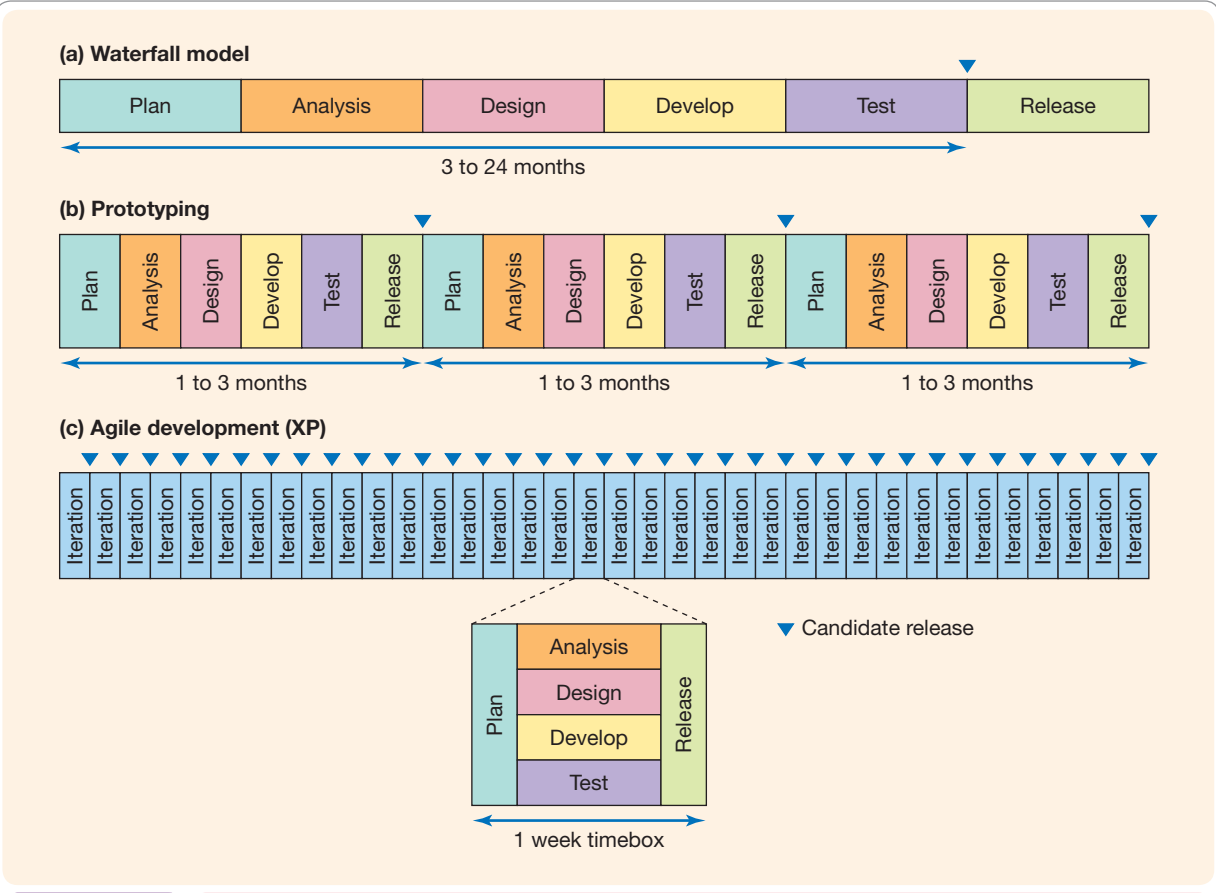 (a) Waterfall model
Plan Analysis Design Develop Test Release
3 to 24 months
(b) Prototyping
Plan Analysis Design Develop Test Release Plan Analysis Design Develop Test Release Plan Analysis Design Develop Test Release
1 to 3 months 1 to 3 months 1 to 3 months
(c) Agile development (XP)
Iteration Iteration Iteration Iteration Iteration Iteration Iteration Iteration Iteration Iteration Iteration Iteration Iteration Iteration Iteration Iteration Iteration Iteration Iteration Iteration Iteration Iteration Iteration Iteration Iteration Iteration Iteration Iteration Iteration Iteration Iteration Iteration Iteration Iteration Iteration Iteration
Candidate release
Plan
Analysis
Design
Develop
Test
Release
1 week timebox